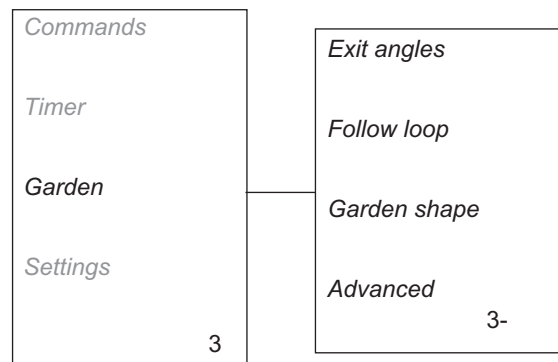 Commands
Timer
Garden
Settings
3
Exit angles
Follow loop
Garden shape
Advanced
3-